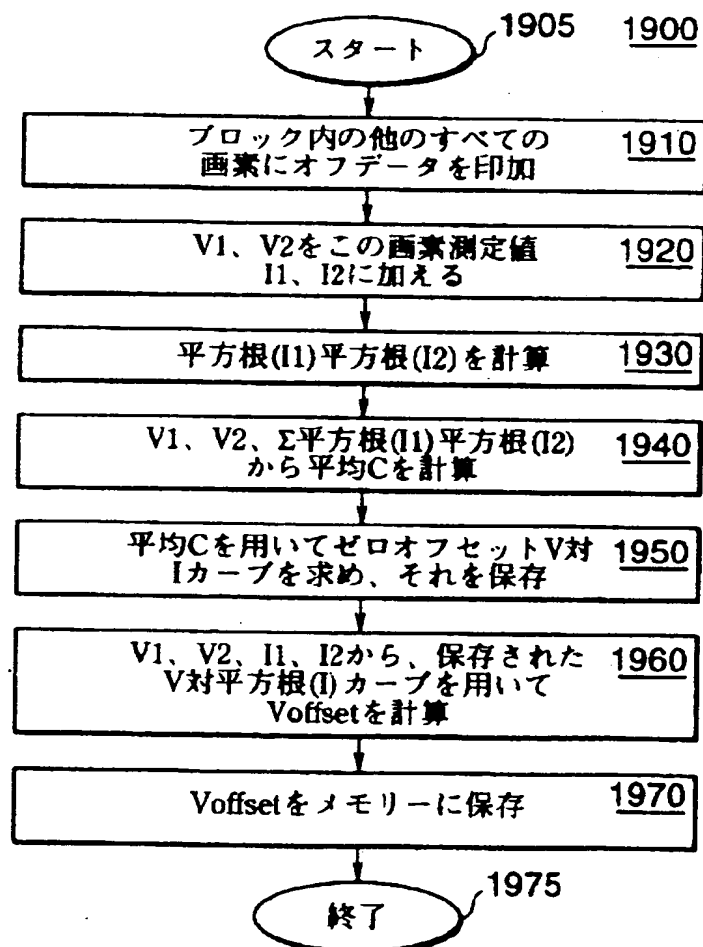 スタート
1905
1900
ブロック内の他のすべての
画素にオフデータを印加
1910
V1、V2をこの画素測定値
I1、I2に加える
1920
平方根(I1)平方根(I2)を計算
1930
V1、V2、Σ平方根(I1)平方根(I2)
から平均Cを計算
1940
平均Cを用いてゼロオフセットV対
Iカーブを求め、それを保存
1950
V1、V2、I1、I2から、保存された
V対平方根(I)カーブを用いて
Voffsetを計算
1960
Voffsetをメモリーに保存
1970
終了
1975